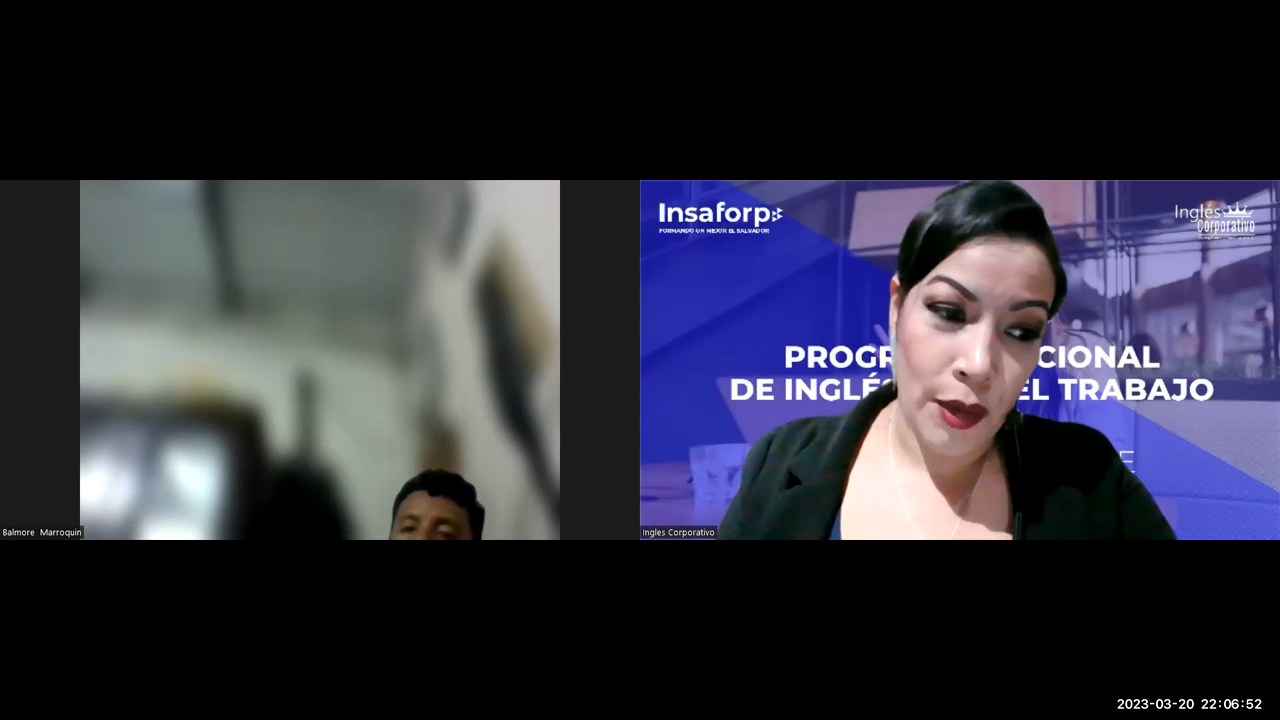 Insaforp
FORMANDO UN MEJOR EL SALVADOR
Inglés
Corporativo
PROGR CIONAL
DE INGLÉ EL TRABAJO
E
Balmore Marroquin
Ingles Corporativo
2023-03-20 22:06:52